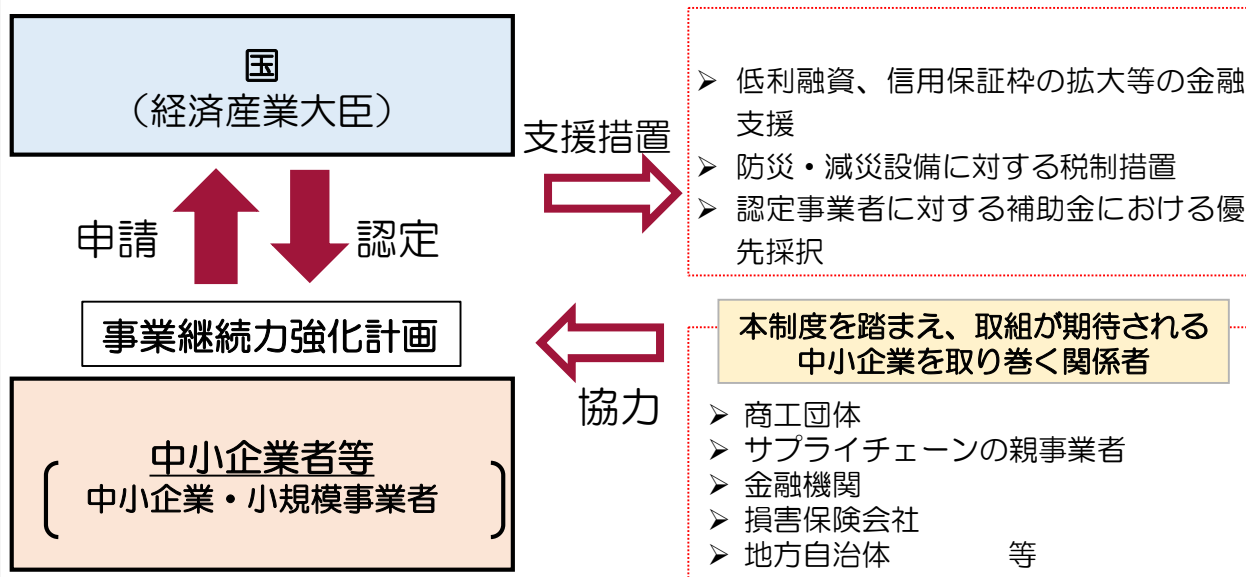 国
（経済産業大臣）
支援措置
➢ 低利融資、信用保証枠の拡大等の金融
支援
➢ 防災・減災設備に対する税制措置
➢ 認定事業者に対する補助金における優
先採択
申請
認定
事業継続力強化計画
協力
中小企業者等
中小企業・小規模事業者
本制度を踏まえ、取組が期待される
中小企業を取り巻く関係者
➢ 商工団体
➢ サプライチェーンの親事業者
➢ 金融機関
➢ 損害保険会社
➢ 地方自治体　　　等